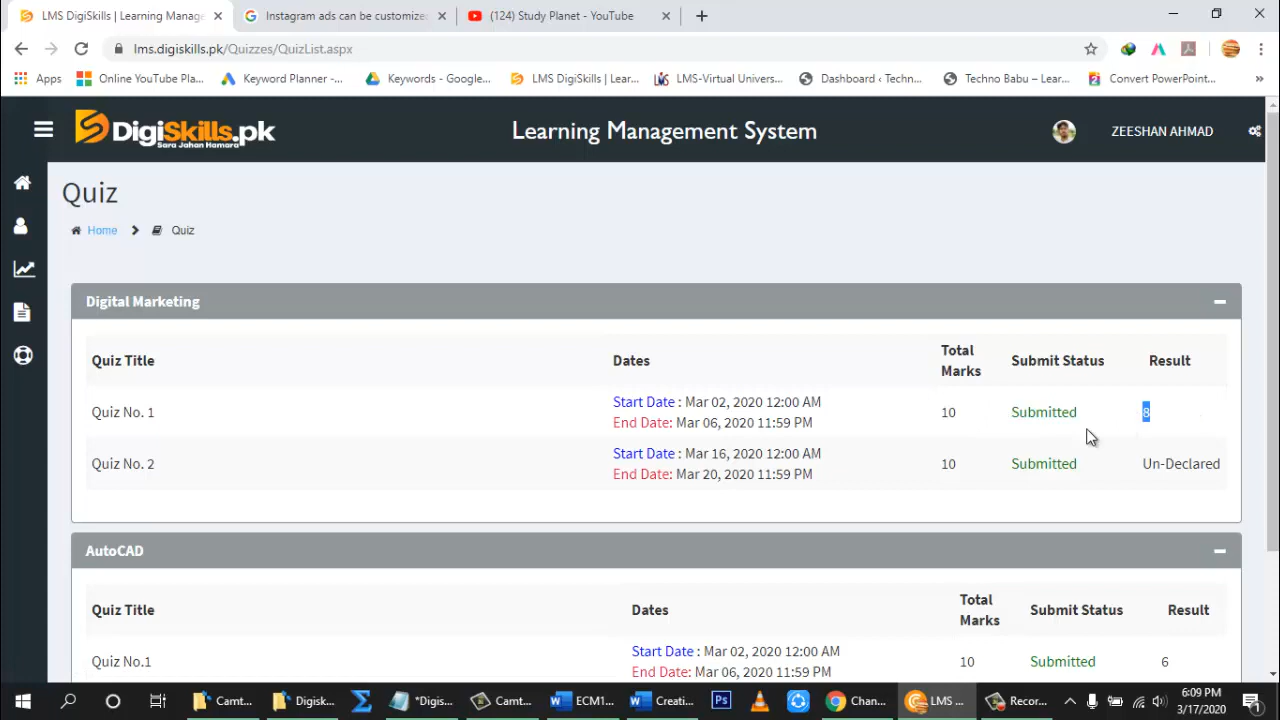 LMS DigiSkills | Learning Manage
Instagram ads can be customize
(124) Study Planet - YouTube
lms.digiskills.pk/Quizzes/QuizList.aspx
Apps
Online YouTube Pla...
Keyword Planner -...
Keywords - Google...
LMS DigiSkills | Lear...
LMS-Virtual Univers...
Dashboard ‹ Techn...
Techno Babu – Lear...
Convert PowerPoint...
»
DigiSkills.pk
Sara Jahan Hamara
Learning Management System
ZEESHAN AHMAD
Quiz
Home Quiz
Digital Marketing
Quiz Title Dates Total Marks Submit Status Result
Quiz No. 1 Start Date : Mar 02, 2020 12:00 AM 10 Submitted 8
End Date: Mar 06, 2020 11:59 PM
Quiz No. 2 Start Date : Mar 16, 2020 12:00 AM 10 Submitted Un-Declared
End Date: Mar 20, 2020 11:59 PM
AutoCAD
Quiz Title Dates Total Marks Submit Status Result
Quiz No.1 Start Date : Mar 02, 2020 12:00 AM 10 Submitted 6
End Date: Mar 06, 2020 11:59 PM
Camt...
Digisk...
*Digis...
Camt...
ECM1...
Creati...
Ps
Chan...
LMS ...
Recor...
6:09 PM
3/17/2020
1